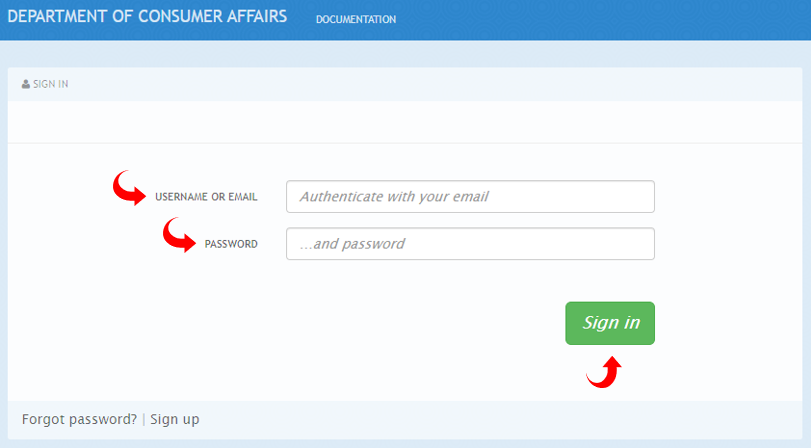 DEPARTMENT OF CONSUMER AFFAIRS DOCUMENTATION
SIGN IN
USERNAME OR EMAIL Authenticate with your email
PASSWORD ...and password
Sign in
Forgot password? | Sign up